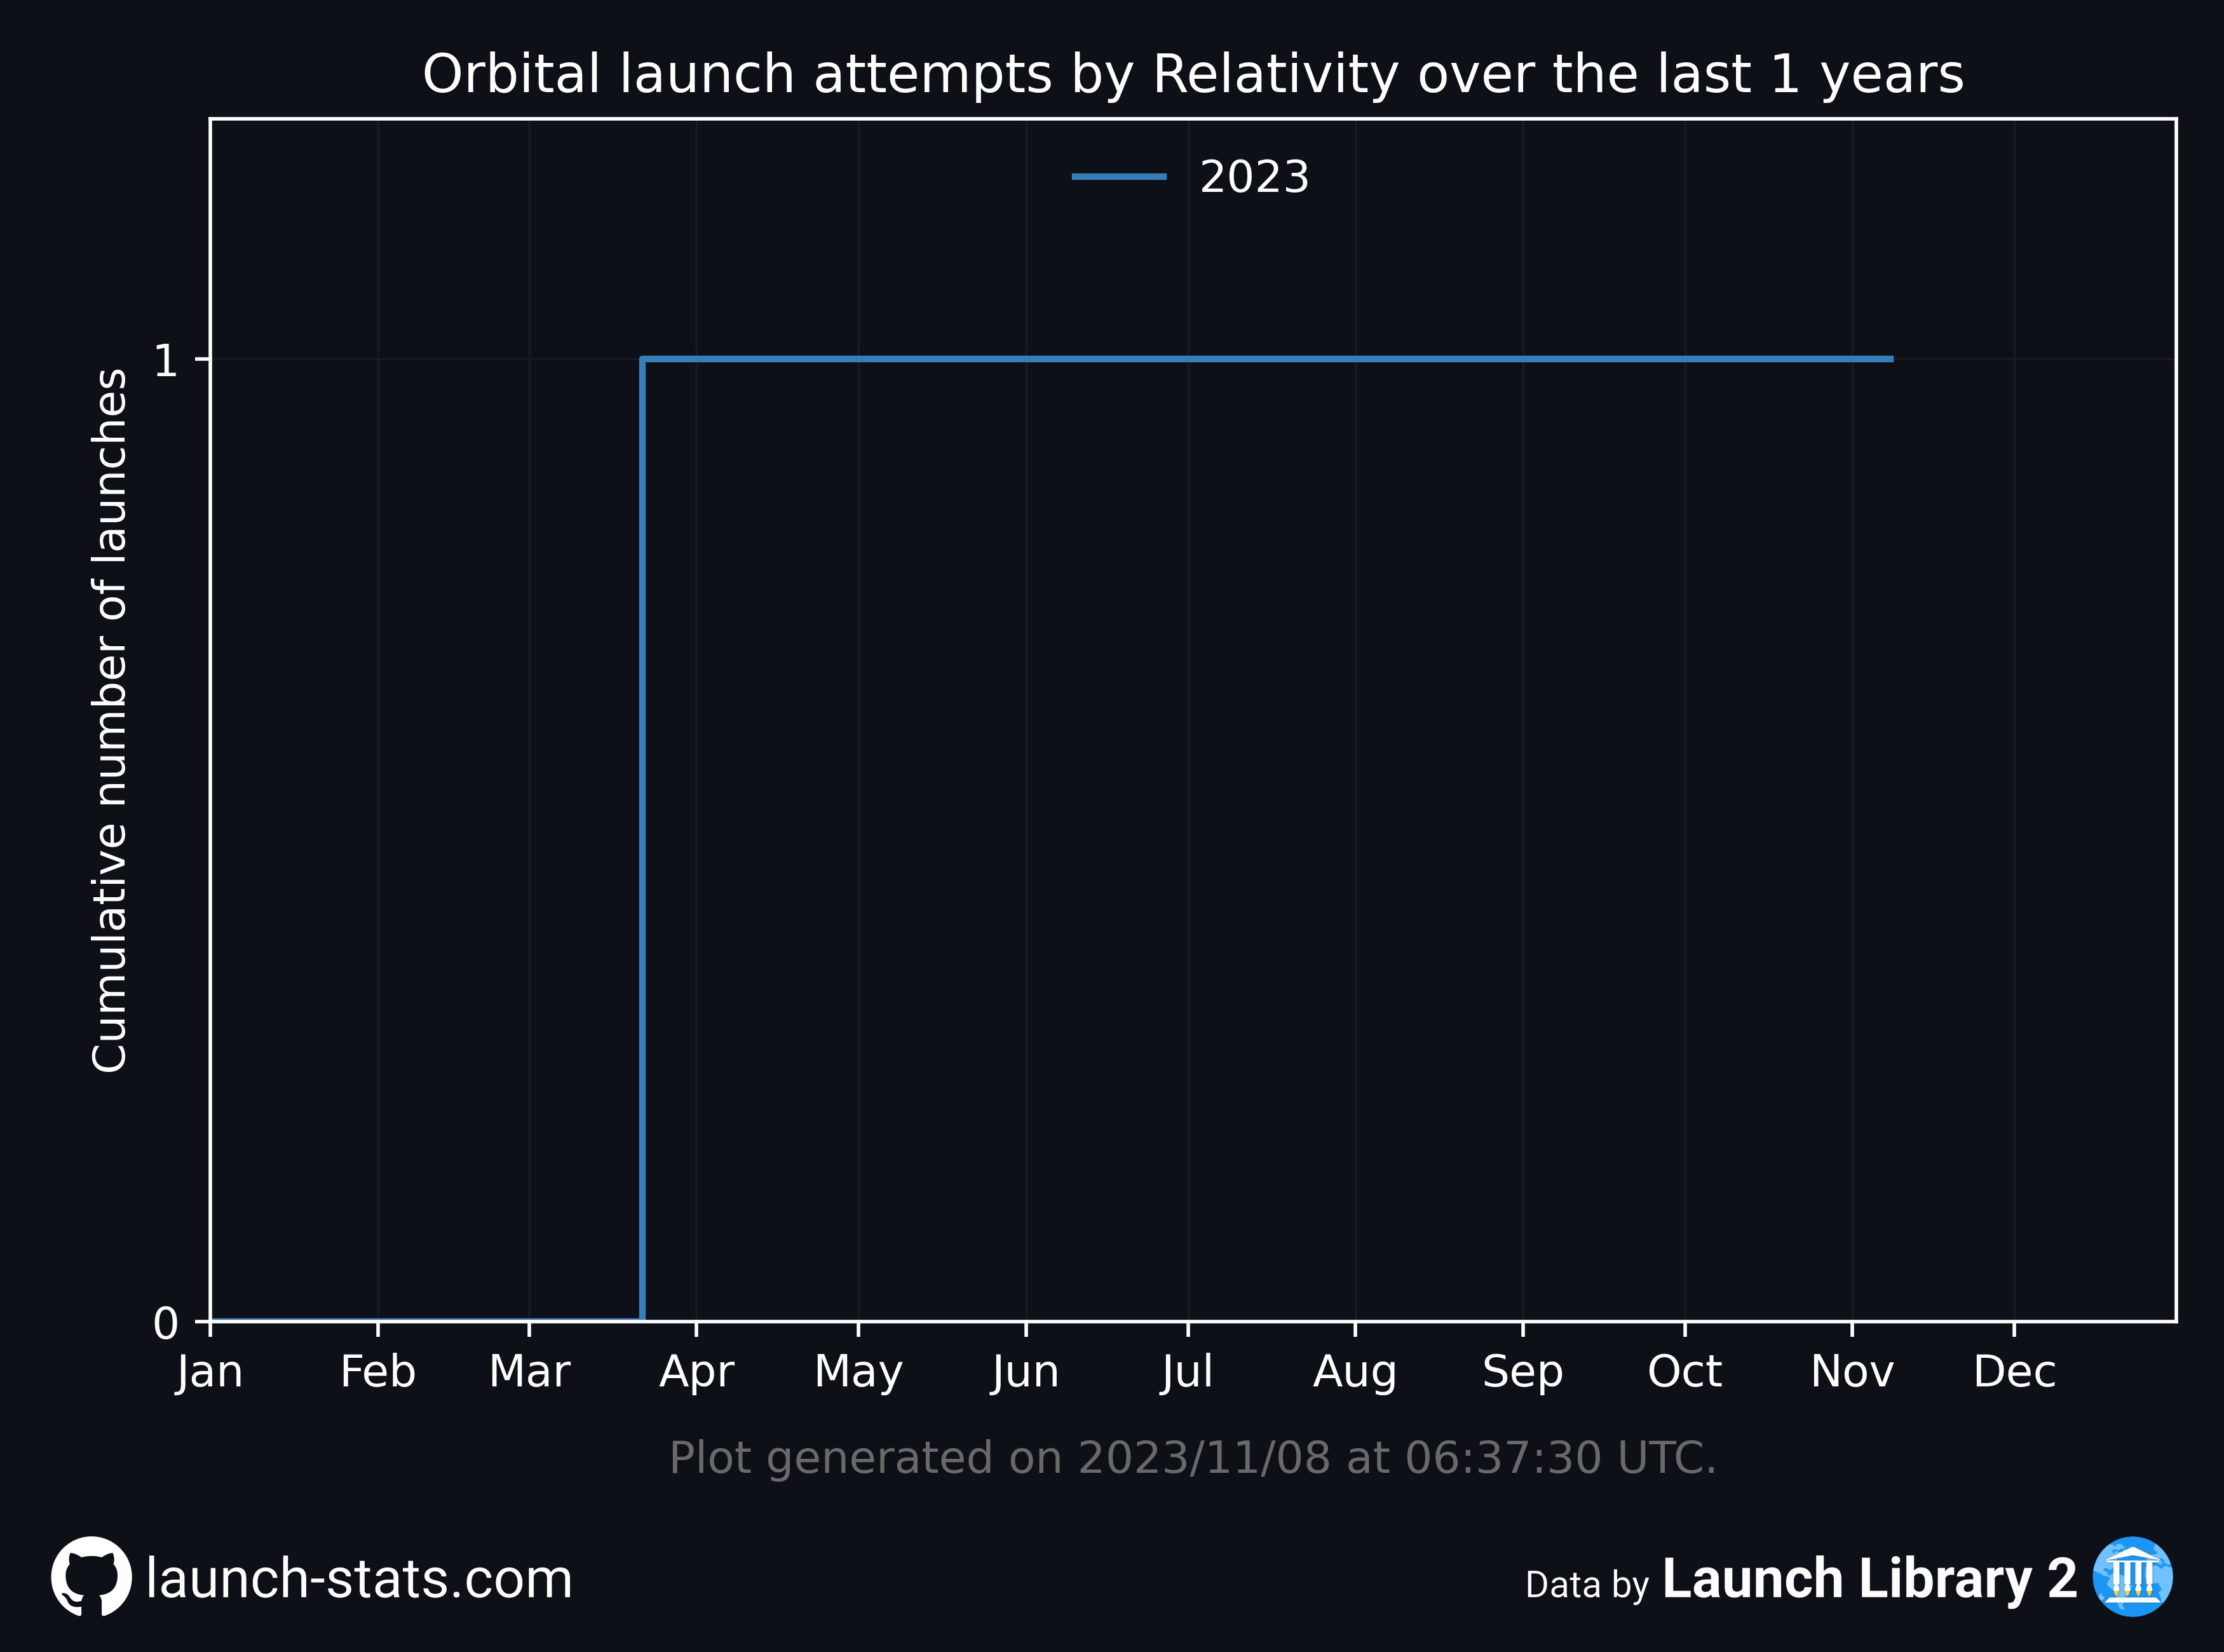 Orbital launch attempts by Relativity over the last 1 years
2023
Cumulative number of launches
1
0
Jan Feb Mar Apr May Jun Jul Aug Sep Oct Nov Dec
Plot generated on 2023/11/08 at 06:37:30 UTC.
launch-stats.com
Data by Launch Library 2